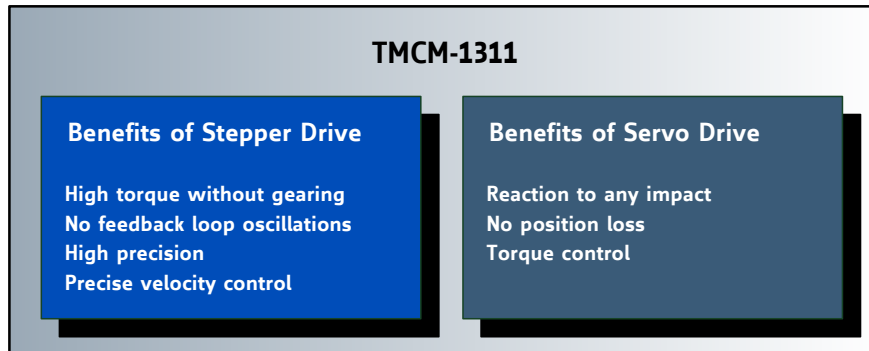 TMCM-1311
Benefits of Stepper Drive
High torque without gearing
No feedback loop oscillations
High precision
Precise velocity control
Benefits of Servo Drive
Reaction to any impact
No position loss
Torque control